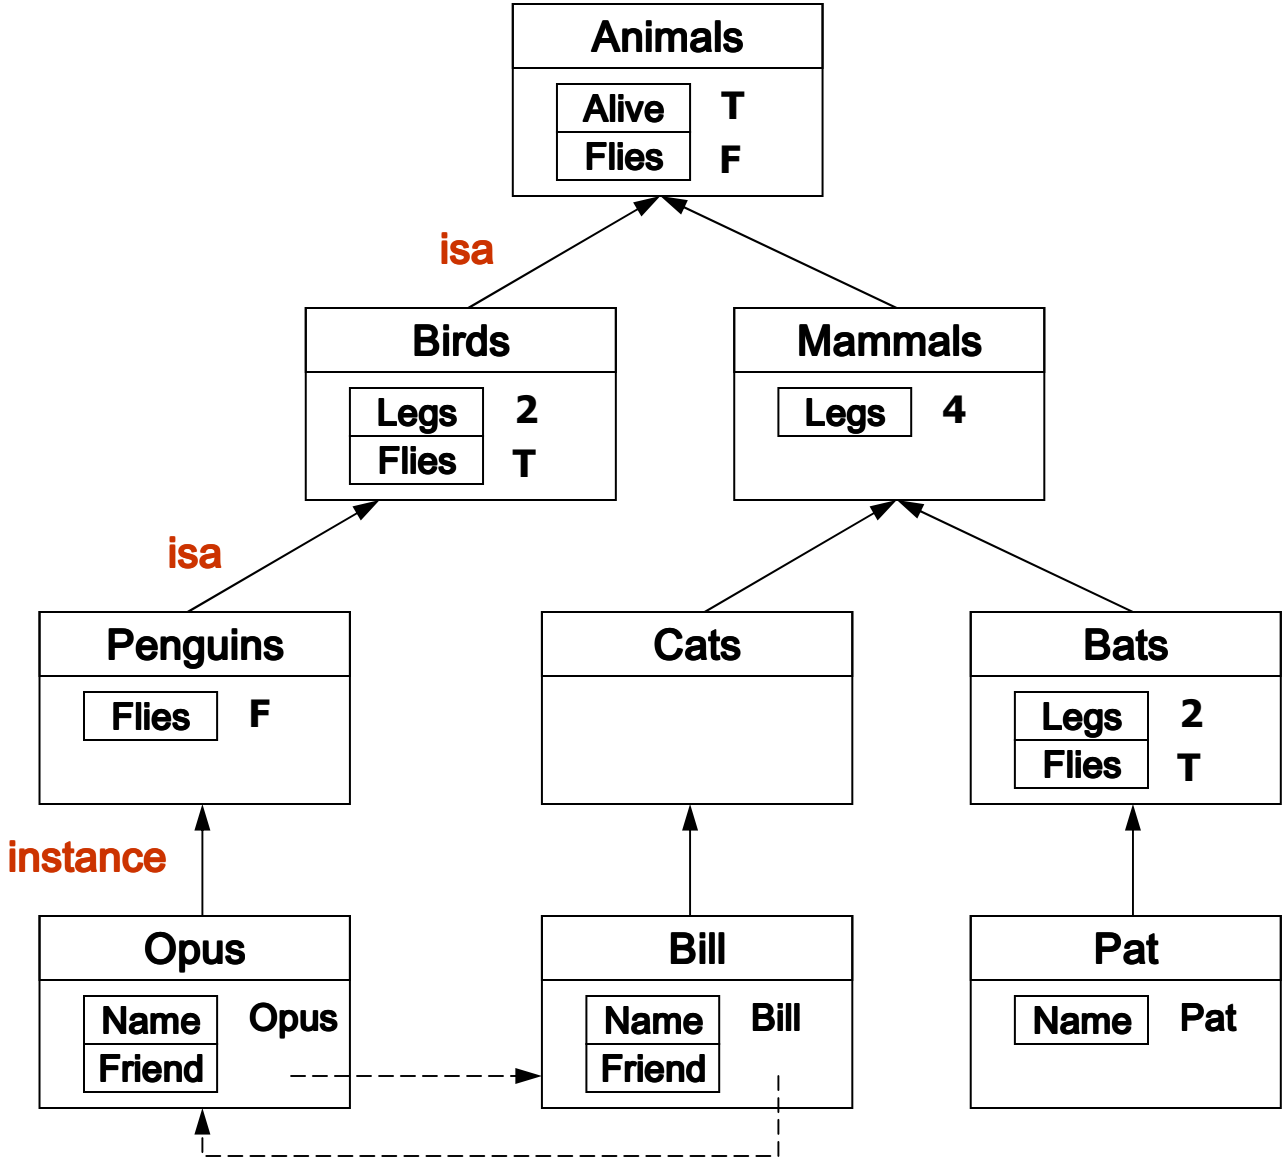 Animals
Alive T
Flies F
isa
Birds
Legs 2
Flies T
Mammals
Legs 4
isa
Penguins
Flies F
Cats
Bats
Legs 2
Flies T
instance
Opus
Name Opus
Friend
Bill
Name Bill
Friend
Pat
Name Pat